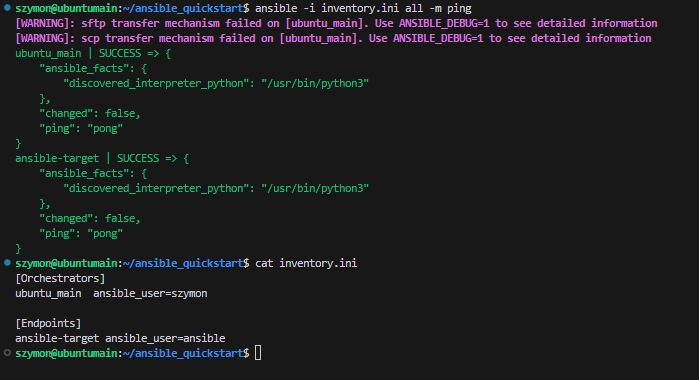 szymon@ubuntumain:~/ansible_quickstart$ ansible -i inventory.ini all -m ping
[WARNING]: sftp transfer mechanism failed on [ubuntu_main]. Use ANSIBLE_DEBUG=1 to see detailed information
[WARNING]: scp transfer mechanism failed on [ubuntu_main]. Use ANSIBLE_DEBUG=1 to see detailed information
ubuntu_main | SUCCESS => {
    "ansible_facts": {
        "discovered_interpreter_python": "/usr/bin/python3"
    },
    "changed": false,
    "ping": "pong"
}
ansible-target | SUCCESS => {
    "ansible_facts": {
        "discovered_interpreter_python": "/usr/bin/python3"
    },
    "changed": false,
    "ping": "pong"
}
szymon@ubuntumain:~/ansible_quickstart$ cat inventory.ini
[Orchestrators]
ubuntu_main  ansible_user=szymon

[Endpoints]
ansible-target ansible_user=ansible
szymon@ubuntumain:~/ansible_quickstart$